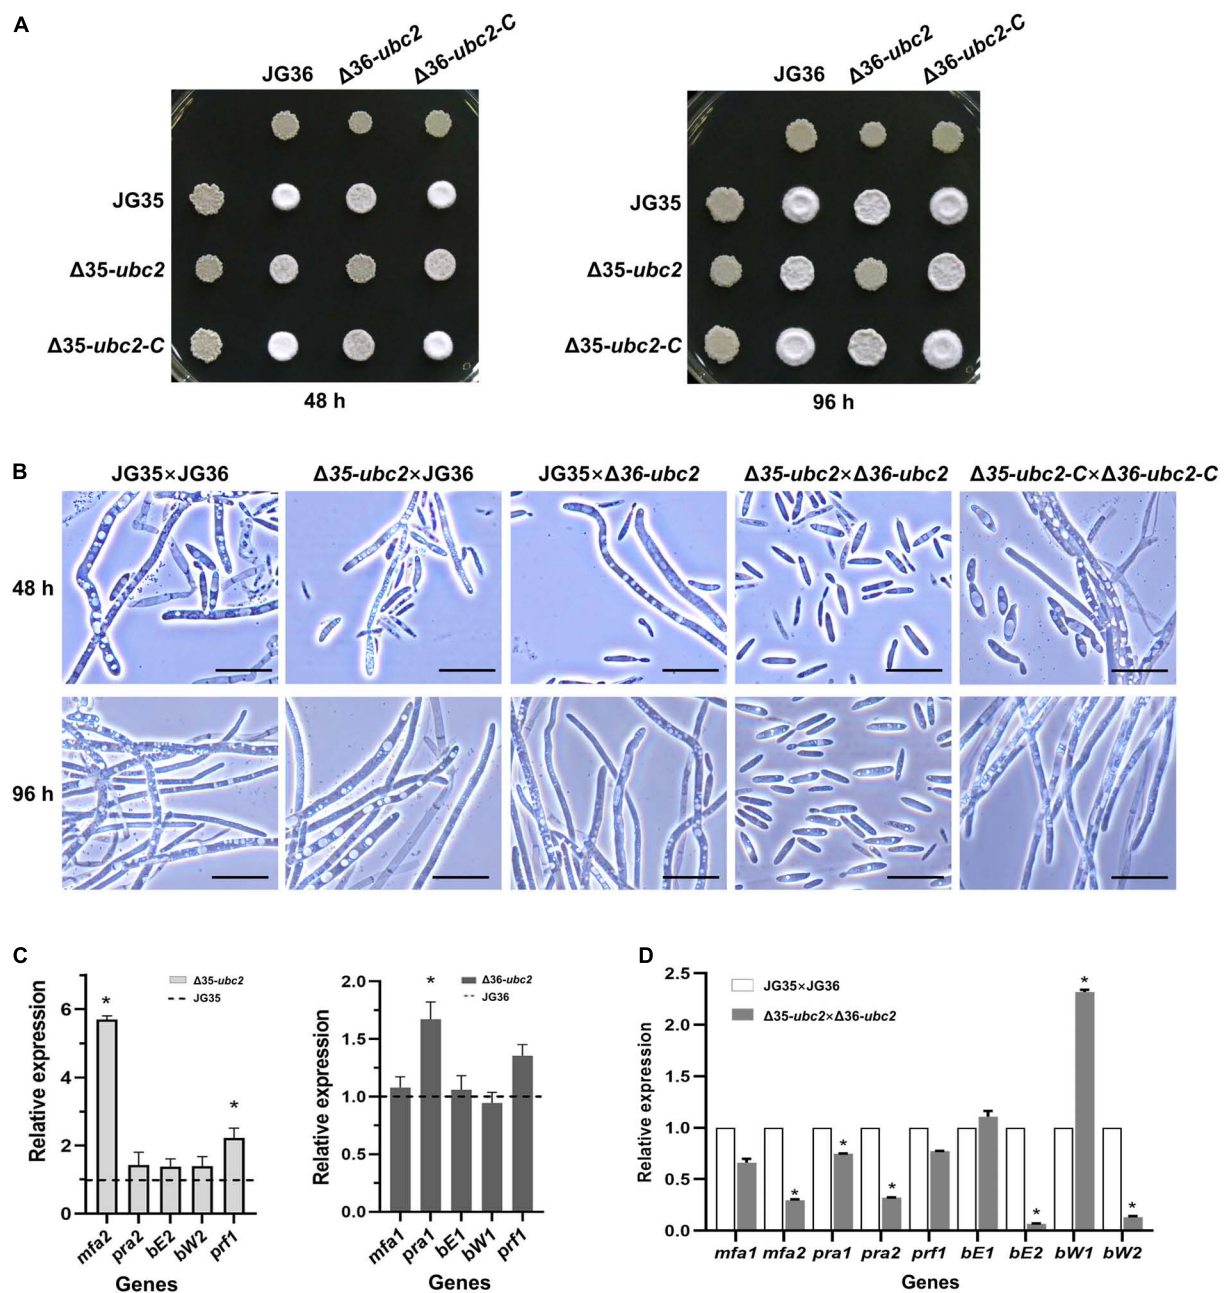 A
JG36 Δ36-ubc2 Δ36-ubc2-C
JG36 Δ36-ubc2 Δ36-ubc2-C
JG35
Δ35-ubc2
Δ35-ubc2-C
JG35
Δ35-ubc2
Δ35-ubc2-C
48 h
96 h
B
JG35×JG36
Δ35-ubc2×JG36
JG35×Δ36-ubc2
Δ35-ubc2×Δ36-ubc2
Δ35-ubc2-C×Δ36-ubc2-C
48 h
96 h
C
Relative expression
6
4
2
0
Δ35-ubc2
JG35
*
*
mfa2 pra2 bE2 bW2 prf1
Genes
Relative expression
2.0
1.5
1.0
0.5
0.0
Δ36-ubc2
JG36
*
mfa1 pra1 bE1 bW1 prf1
Genes
D
Relative expression
2.5
2.0
1.5
1.0
0.5
0.0
JG35×JG36
Δ35-ubc2×Δ36-ubc2
*
*
*
*
*
*
mfa1 mfa2 pra1 pra2 prf1 bE1 bE2 bW1 bW2
Genes